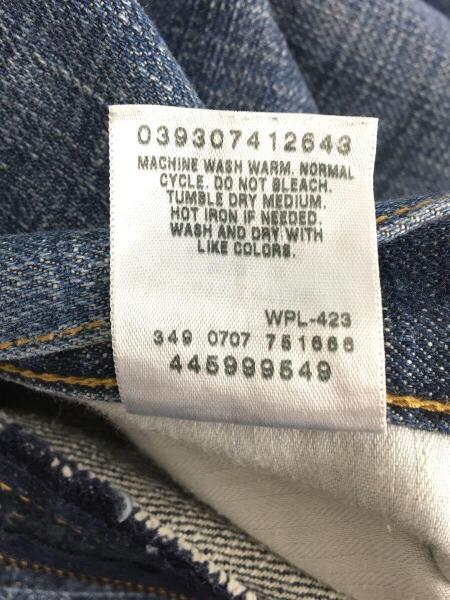 039307412643
MACHINE WASH WARM. NORMAL
CYCLE. DO NOT BLEACH.
TUMBLE DRY MEDIUM.
HOT IRON IF NEEDED.
WASH AND DRY WITH
LIKE COLORS.
WPL-423
349 0707 751666
445999549